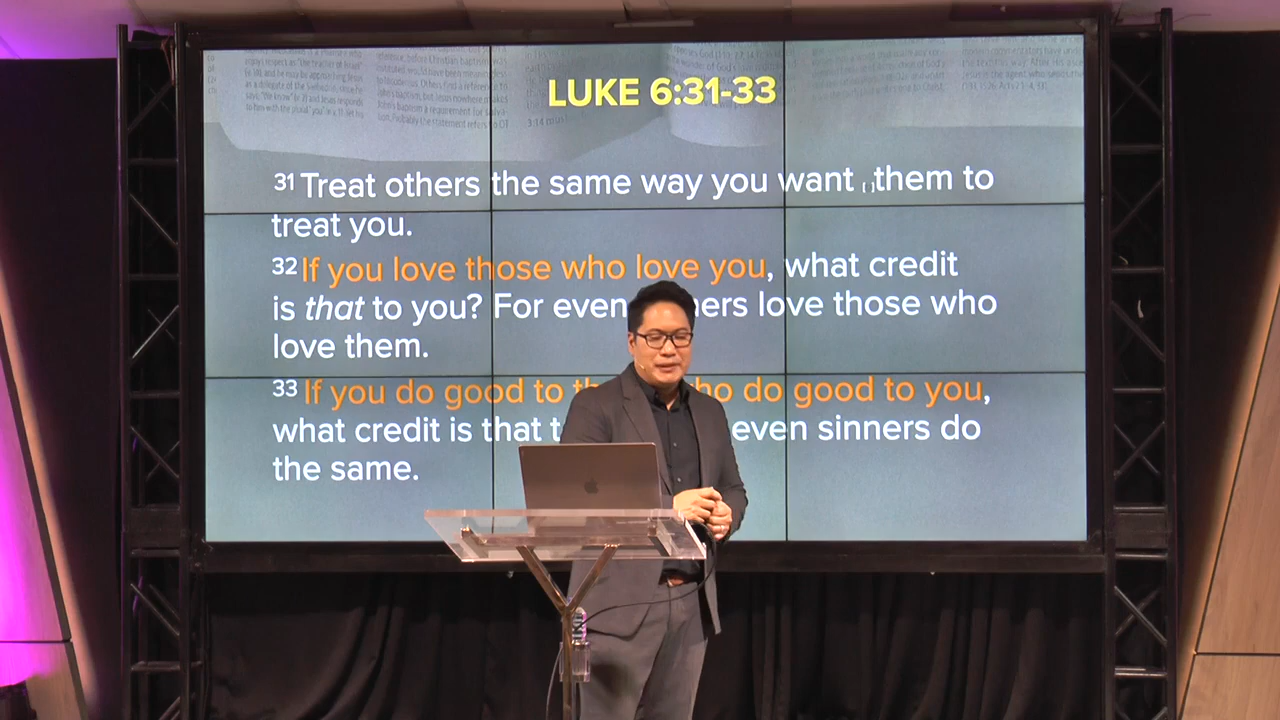 LUKE 6:31-33
31 Treat others the same way you want [ ]them to
treat you.
32 If you love those who love you, what credit
is that to you? For even ners love those who
love them.
33 If you do good to th ho do good to you,
what credit is that t even sinners do
the same.